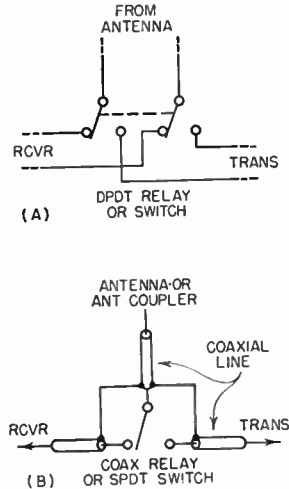 FROM
ANTENNA
RCVR
TRANS
DPDT RELAY
OR SWITCH
(A)
ANTENNA OR
ANT COUPLER
COAXIAL
LINE
RCVR
TRANS
COAX RELAY
OR SPDT SWITCH
(B)